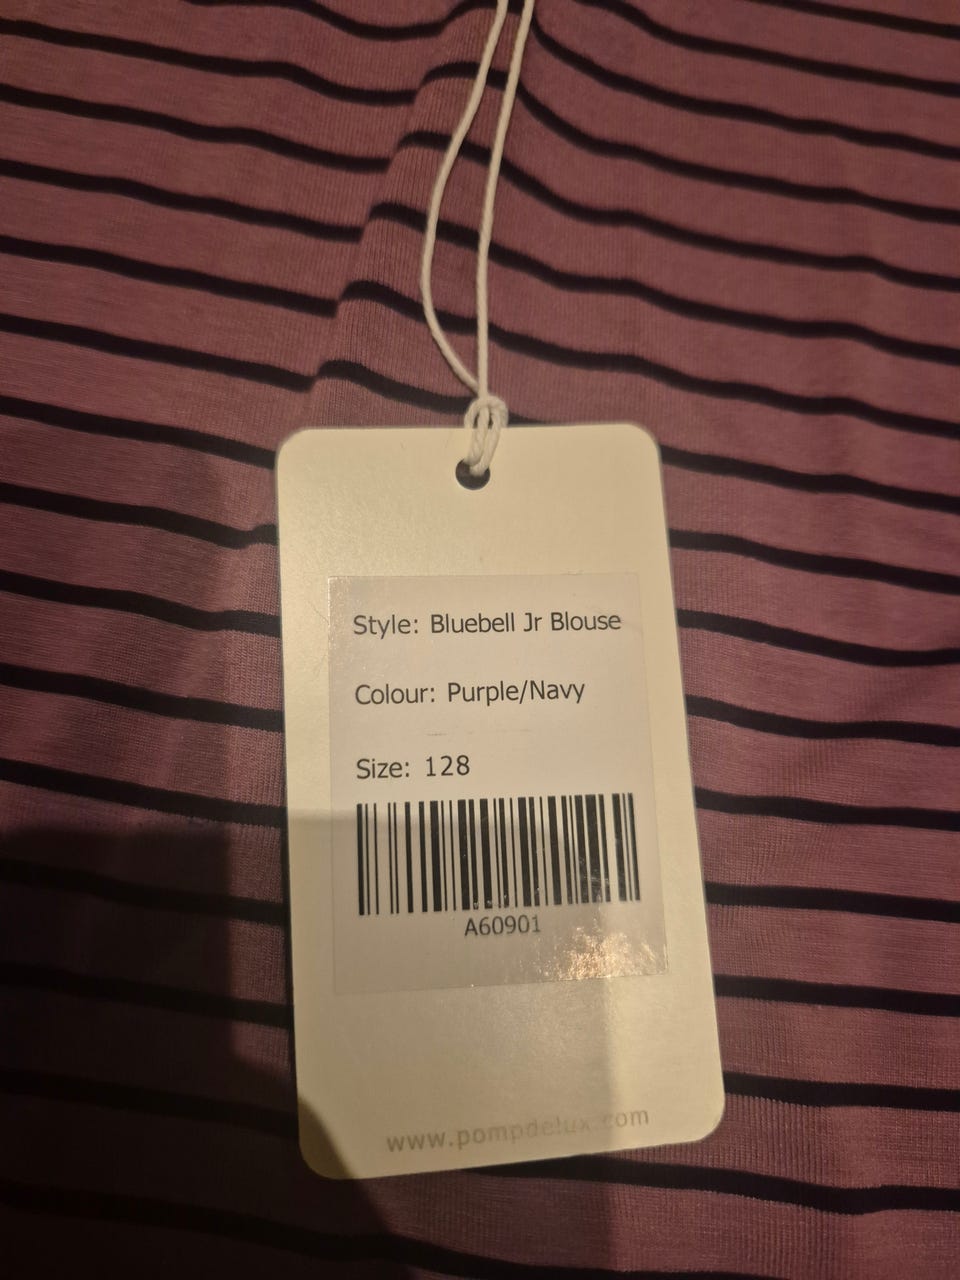 Style: Bluebell Jr Blouse
Colour: Purple/Navy
Size: 128
A60901
www.pompdelux.com